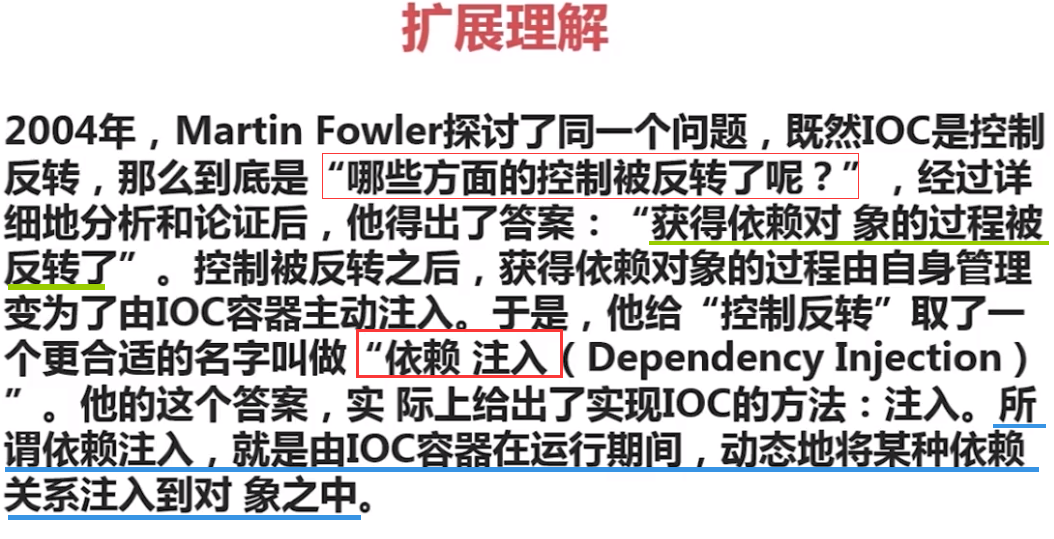 扩展理解
2004年，Martin Fowler探讨了同一个问题，既然IOC是控制
反转，那么到底是“哪些方面的控制被反转了呢？”，经过详
细地分析和论证后，他得出了答案：“获得依赖对 象的过程被
反转了”。控制被反转之后，获得依赖对象的过程由自身管理
变为了由IOC容器主动注入。于是，他给“控制反转”取了一
个更合适的名字叫做“依赖 注入（Dependency Injection）
”。他的这个答案，实 际上给出了实现IOC的方法：注入。所
谓依赖注入，就是由IOC容器在运行期间，动态地将某种依赖
关系注入到对 象之中。